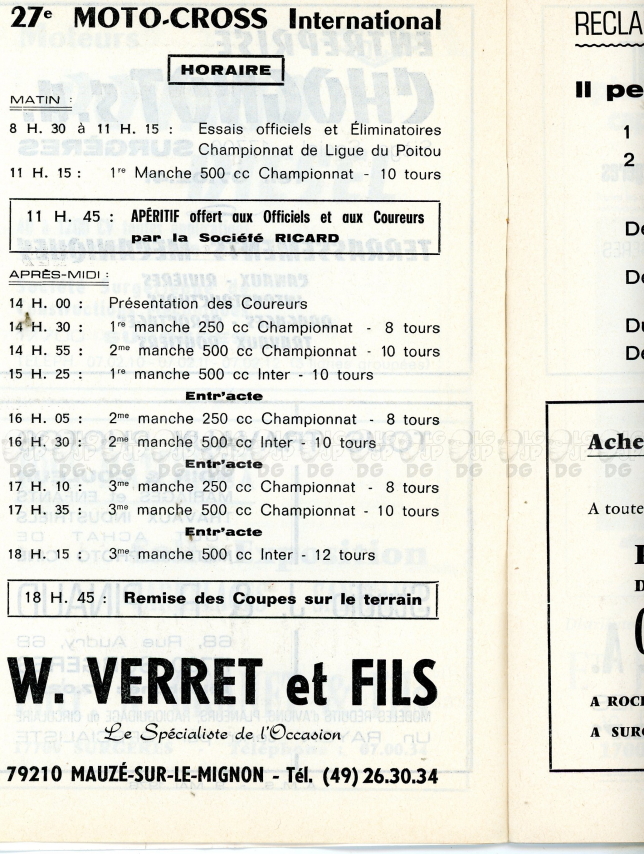 27e MOTO-CROSS International
HORAIRE
MATIN :
8 H. 30 à 11 H. 15 : Essais officiels et Éliminatoires
Championnat de Ligue du Poitou
11 H. 15 : 1re Manche 500 cc Championnat - 10 tours
11 H. 45 : APÉRITIF offert aux Officiels et aux Coureurs
par la Société RICARD
APRÈS-MIDI :
14 H. 00 : Présentation des Coureurs
14 H. 30 : 1re manche 250 cc Championnat - 8 tours
14 H. 55 : 2me manche 500 cc Championnat - 10 tours
15 H. 25 : 1re manche 500 cc Inter - 10 tours
Entr'acte
16 H. 05 : 2me manche 250 cc Championnat - 8 tours
16 H. 30 : 2me manche 500 cc Inter - 10 tours
Entr'acte
17 H. 10 : 3me manche 250 cc Championnat - 8 tours
17 H. 35 : 3me manche 500 cc Championnat - 10 tours
Entr'acte
18 H. 15 : 3me manche 500 cc Inter - 12 tours
18 H. 45 : Remise des Coupes sur le terrain
W. VERRET et FILS
Le Spécialiste de l'Occasion
79210 MAUZÉ-SUR-LE-MIGNON - Tél. (49) 26.30.34
RECLA
Il pe
1
2
De
De
Du
De
Ache
A toute
D
A ROC
A SUR